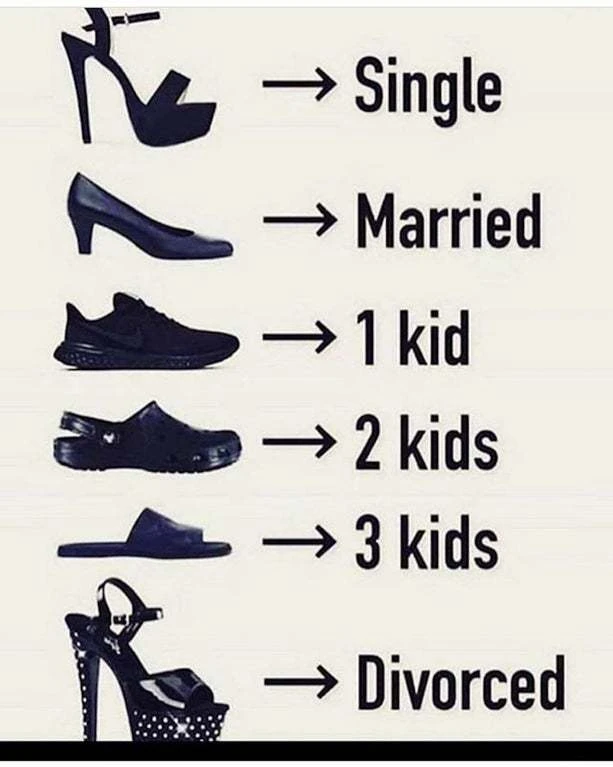 → Single
→ Married
→ 1 kid
→ 2 kids
→ 3 kids
→ Divorced